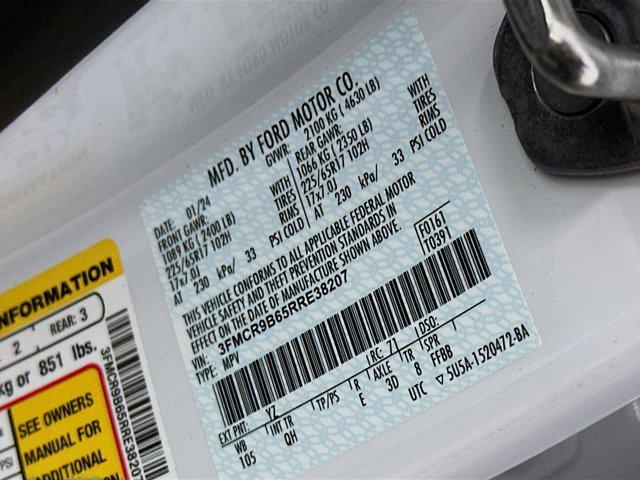 MFD. BY FORD MOTOR CO.
DATE: 01/24
GVWR: 2100 KG ( 4630 LB)
FRONT GAWR:
1089 KG ( 2400 LB)
WITH
225/65R17 102H
TIRES
17x7.0J
RIMS
AT 230 kPa/ 33 PSI COLD
REAR GAWR:
1066 KG ( 2350 LB)
WITH
225/65R17 102H
TIRES
17x7.0J
RIMS
AT 230 kPa/ 33 PSI COLD
THIS VEHICLE CONFORMS TO ALL APPLICABLE FEDERAL MOTOR
VEHICLE SAFETY AND THEFT PREVENTION STANDARDS IN
EFFECT ON THE DATE OF MANUFACTURE SHOWN ABOVE.
VIN: 3FMCR9B65RRE38207
TYPE: MPV
F0161
T0391
EXT PNT: YZ
RC: 71
DSO:
WB
INT TR
TP/PS
R
AXLE
TR
SPR
105
QH
E
3D
8
FFBB
UTC
5U5A-1520472-BA
NFORMATION
2
REAR: 3
kg or 851 lbs.
SEE OWNERS
MANUAL FOR
ADDITIONAL
PSI
3FMCR9B65RRE38207